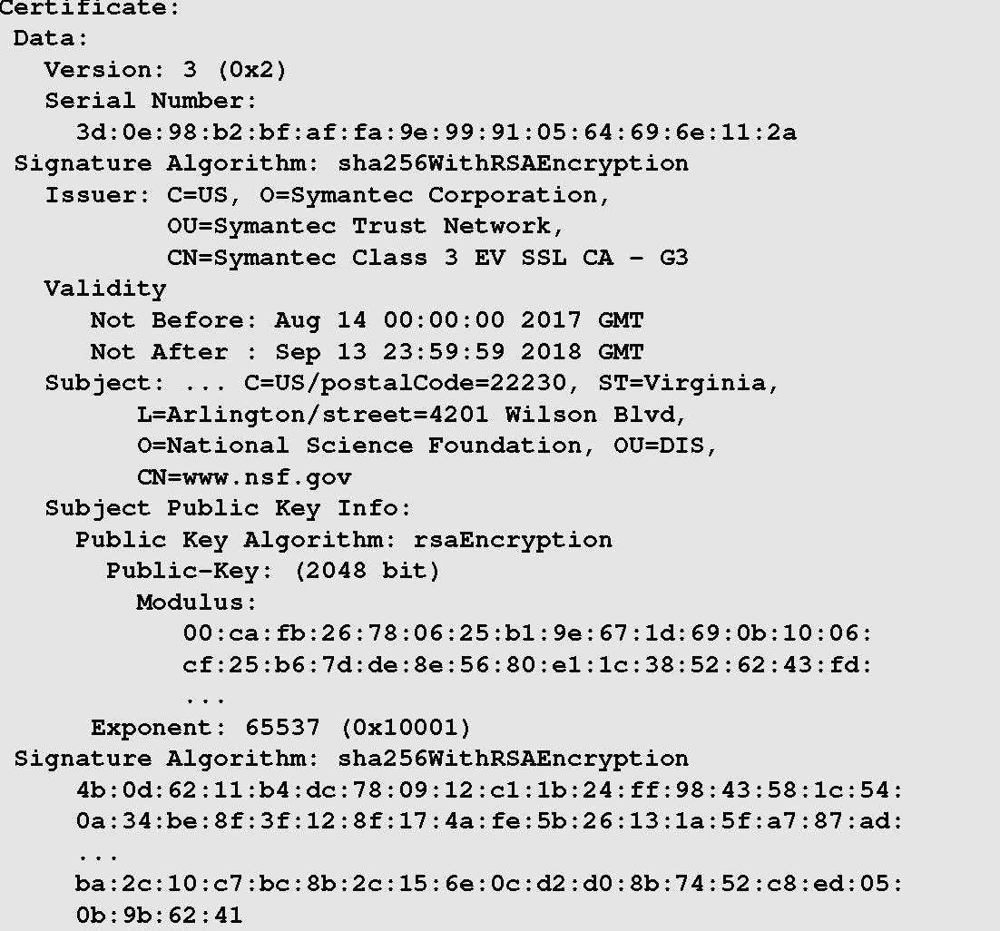 Certificate:
Data:
Version: 3 (0x2)
Serial Number:
3d:0e:98:b2:bf:af:fa:9e:99:91:05:64:69:6e:11:2a
Signature Algorithm: sha256WithRSAEncryption
Issuer: C=US, O=Symantec Corporation,
OU=Symantec Trust Network,
CN=Symantec Class 3 EV SSL CA - G3
Validity
Not Before: Aug 14 00:00:00 2017 GMT
Not After : Sep 13 23:59:59 2018 GMT
Subject: ... C=US/postalCode=22230, ST=Virginia,
L=Arlington/street=4201 Wilson Blvd,
O=National Science Foundation, OU=DIS,
CN=www.nsf.gov
Subject Public Key Info:
Public Key Algorithm: rsaEncryption
Public-Key: (2048 bit)
Modulus:
00:ca:fb:26:78:06:25:b1:9e:67:1d:69:0b:10:06:
cf:25:b6:7d:de:8e:56:80:e1:1c:38:52:62:43:fd:
...
Exponent: 65537 (0x10001)
Signature Algorithm: sha256WithRSAEncryption
4b:0d:62:11:b4:dc:78:09:12:c1:1b:24:ff:98:43:58:1c:54:
0a:34:be:8f:3f:12:8f:17:4a:fe:5b:26:13:1a:5f:a7:87:ad:
...
ba:2c:10:c7:bc:8b:2c:15:6e:0c:d2:d0:8b:74:52:c8:ed:05:
0b:9b:62:41